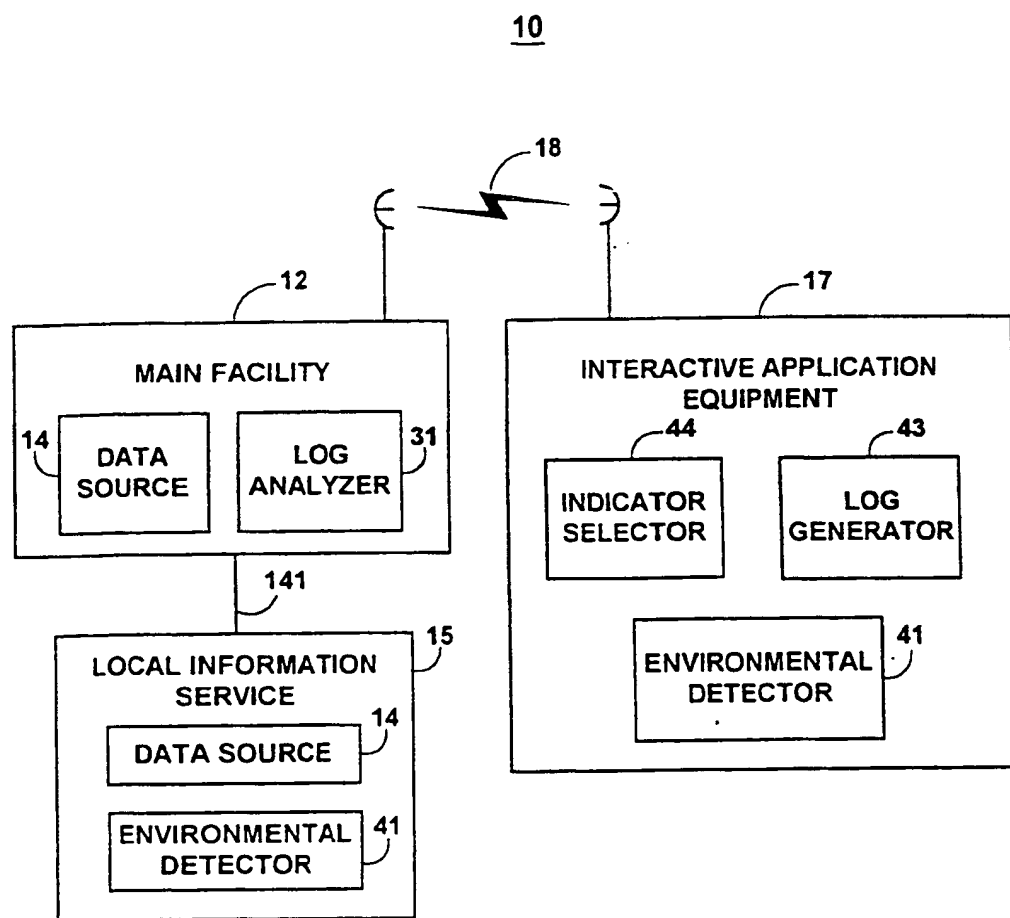 10
18
12
17
MAIN FACILITY
14
DATA
SOURCE
LOG
ANALYZER
31
INTERACTIVE APPLICATION
EQUIPMENT
44
INDICATOR
SELECTOR
43
LOG
GENERATOR
ENVIRONMENTAL
DETECTOR
41
141
15
LOCAL INFORMATION
SERVICE
DATA SOURCE
14
ENVIRONMENTAL
DETECTOR
41